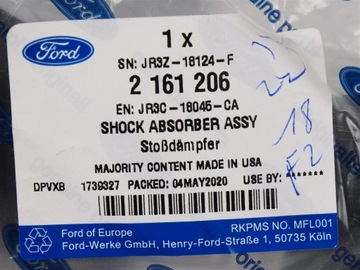 Ford
1 x
SN: JR3Z-18124-F
2 161 206
EN: JR3C-18045-CA
SHOCK ABSORBER ASSY
Stoßdämpfer
MAJORITY CONTENT MADE IN USA
DPVXB 1739327 PACKED: 04MAY2020 USE BY:*******
18
F2
Ford of Europe
Ford-Werke GmbH, Henry-Ford-Straße 1, 50735 Köln
RKPMS NO. MFL001